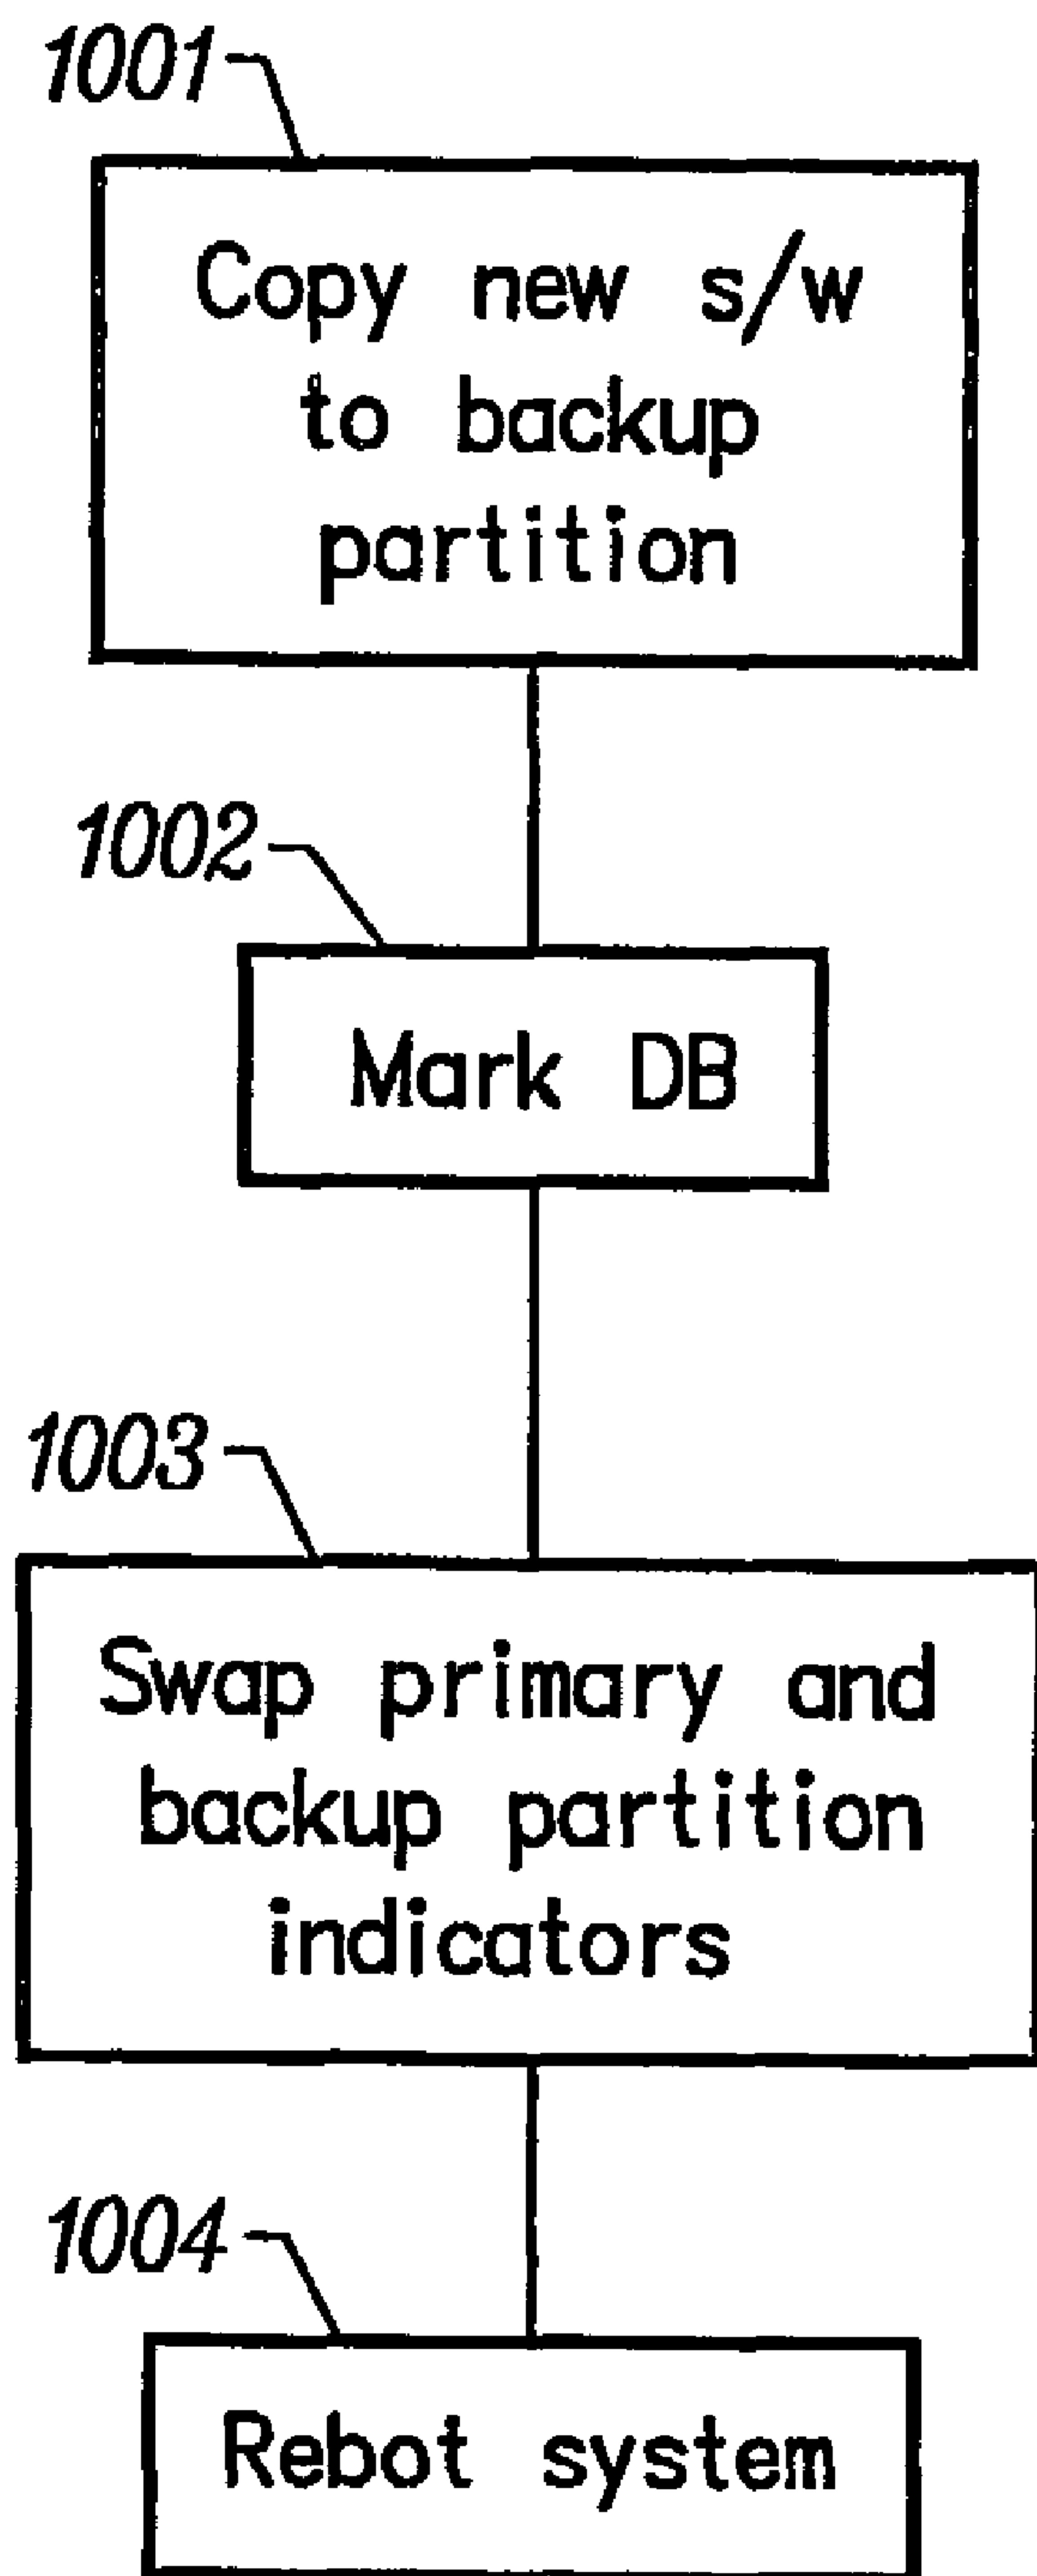 1001
Copy new s/w
to backup
partition
1002
Mark DB
1003
Swap primary and
backup partition
indicators
1004
Rebot system